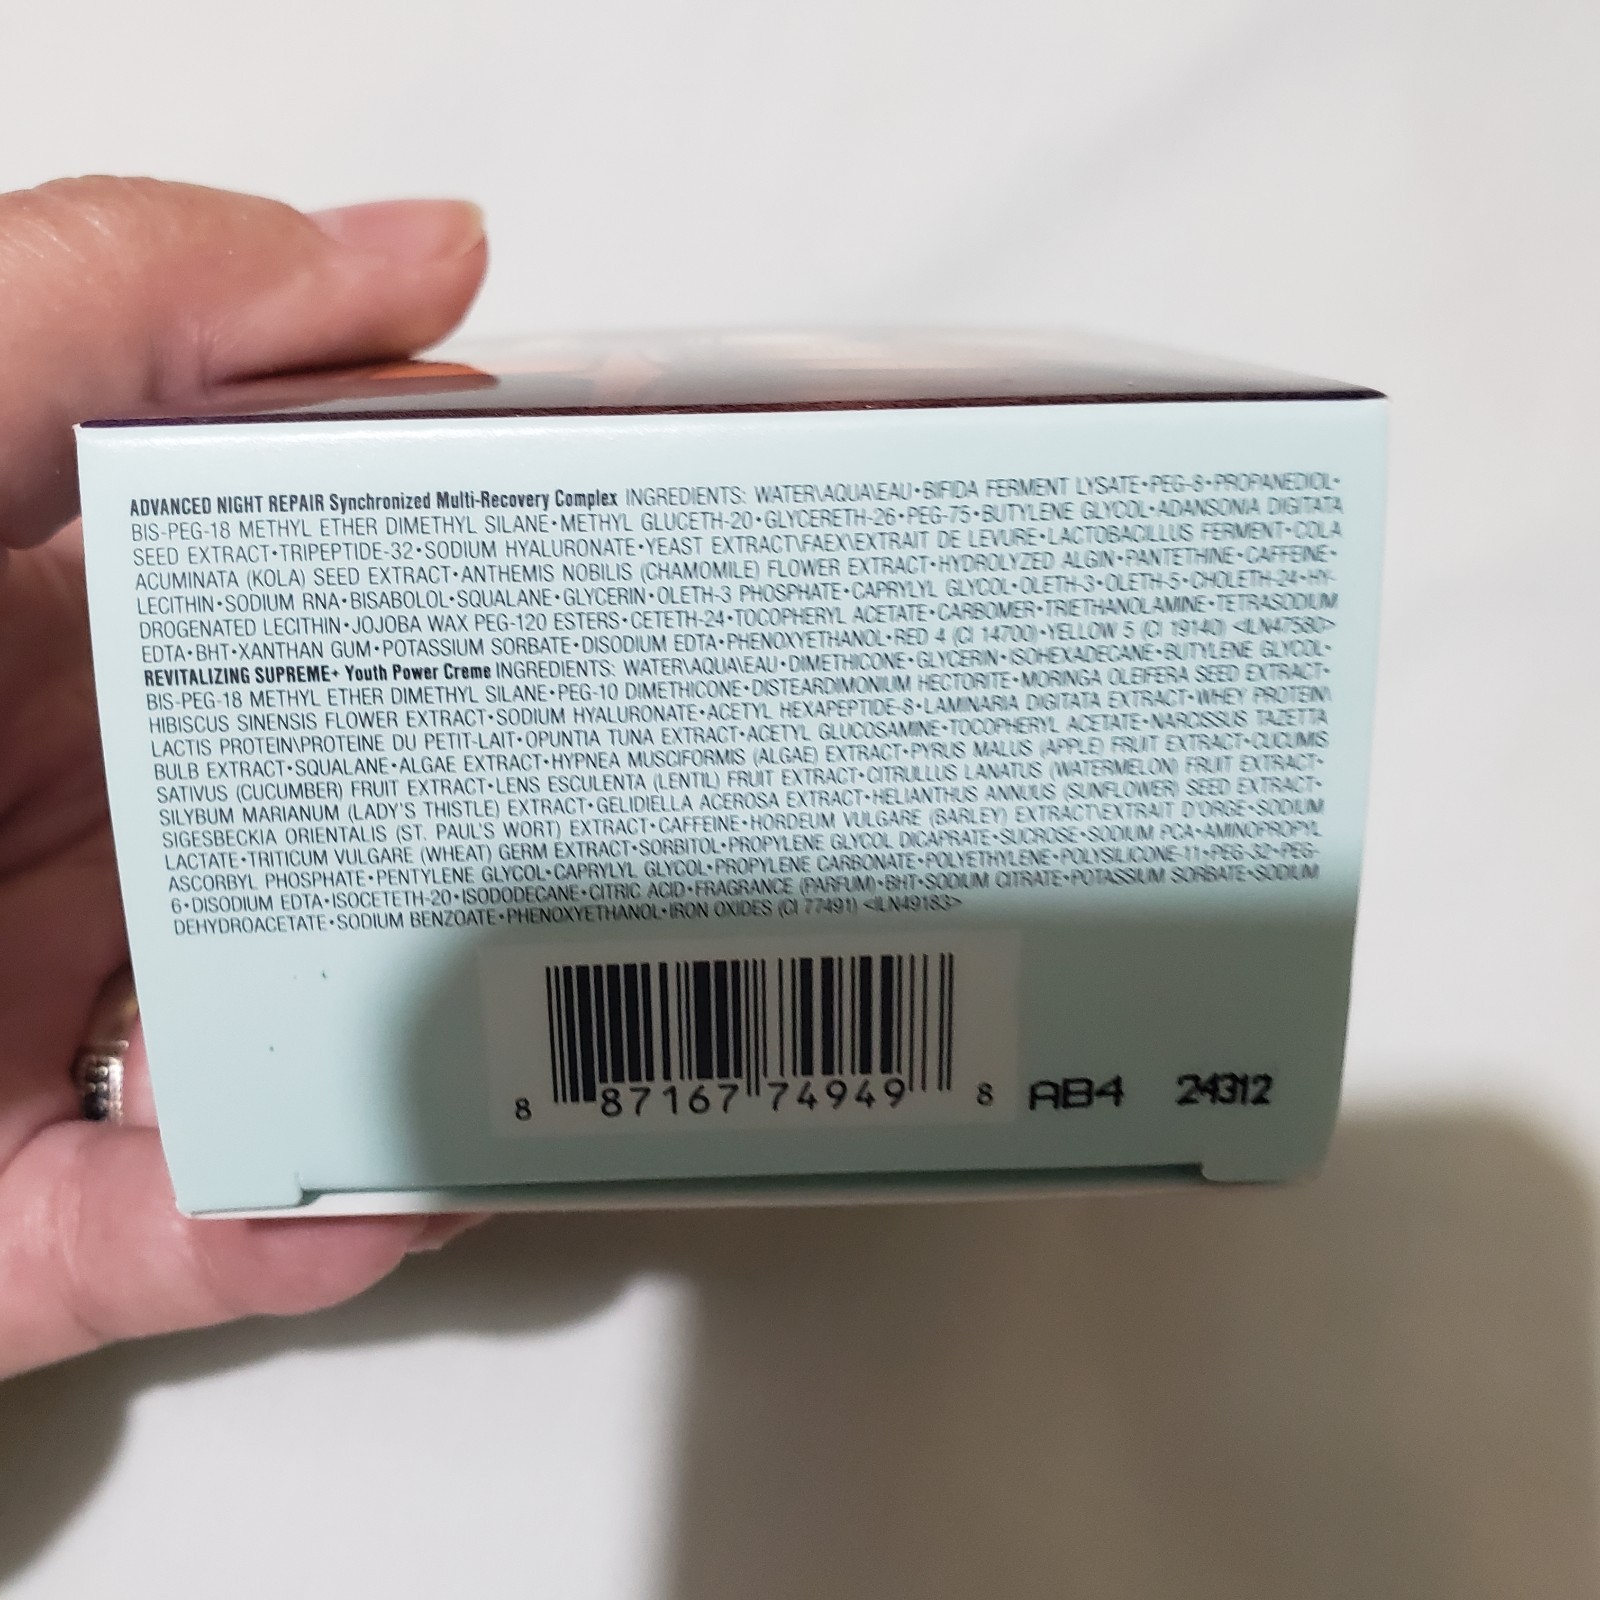 ADVANCED NIGHT REPAIR Synchronized Multi-Recovery Complex INGREDIENTS: WATER\AQUA\EAU•BIFIDA FERMENT LYSATE•PEG-8•PROPANEDIOL•
BIS-PEG-18 METHYL ETHER DIMETHYL SILANE•METHYL GLUCETH-20•GLYCERETH-26•PEG-75•BUTYLENE GLYCOL•ADANSONIA DIGITATA
SEED EXTRACT•TRIPEPTIDE-32•SODIUM HYALURONATE•YEAST EXTRACT\FAEX\EXTRAIT DE LEVURE•LACTOBACILLUS FERMENT•COLA
ACUMINATA (KOLA) SEED EXTRACT•ANTHEMIS NOBILIS (CHAMOMILE) FLOWER EXTRACT•HYDROLYZED ALGIN•PANTETHINE•CAFFEINE•
LECITHIN•SODIUM RNA•BISABOLOL•SQUALANE•GLYCERIN•OLETH-3 PHOSPHATE•CAPRYLYL GLYCOL•OLETH-3•OLETH-5•CHOLETH-24•HY-
DROGENATED LECITHIN•JOJOBA WAX PEG-120 ESTERS•CETETH-24•TOCOPHERYL ACETATE•CARBOMER•TRIETHANOLAMINE•TETRASODIUM
EDTA•BHT•XANTHAN GUM•POTASSIUM SORBATE•DISODIUM EDTA•PHENOXYETHANOL•RED 4 (CI 14700)•YELLOW 5 (CI 19140) <ILN47580>
REVITALIZING SUPREME+ Youth Power Creme INGREDIENTS: WATER\AQUA\EAU•DIMETHICONE•GLYCERIN•ISOHEXADECANE•BUTYLENE GLYCOL•
BIS-PEG-18 METHYL ETHER DIMETHYL SILANE•PEG-10 DIMETHICONE•DISTEARDIMONIUM HECTORITE•MORINGA OLEIFERA SEED EXTRACT•
HIBISCUS SINENSIS FLOWER EXTRACT•SODIUM HYALURONATE•ACETYL HEXAPEPTIDE-8•LAMINARIA DIGITATA EXTRACT•WHEY PROTEIN\
LACTIS PROTEIN\PROTEINE DU PETIT-LAIT•OPUNTIA TUNA EXTRACT•ACETYL GLUCOSAMINE•TOCOPHERYL ACETATE•NARCISSUS TAZETTA
BULB EXTRACT•SQUALANE•ALGAE EXTRACT•HYPNEA MUSCIFORMIS (ALGAE) EXTRACT•PYRUS MALUS (APPLE) FRUIT EXTRACT•CUCUMIS
SATIVUS (CUCUMBER) FRUIT EXTRACT•LENS ESCULENTA (LENTIL) FRUIT EXTRACT•CITRULLUS LANATUS (WATERMELON) FRUIT EXTRACT•
SILYBUM MARIANUM (LADY'S THISTLE) EXTRACT•GELIDIELLA ACEROSA EXTRACT•HELIANTHUS ANNUUS (SUNFLOWER) SEED EXTRACT•
SIGESBECKIA ORIENTALIS (ST. PAUL'S WORT) EXTRACT•CAFFEINE•HORDEUM VULGARE (BARLEY) EXTRACT\EXTRAIT D'ORGE•SODIUM
LACTATE•TRITICUM VULGARE (WHEAT) GERM EXTRACT•SORBITOL•PROPYLENE GLYCOL DICAPRATE•SUCROSE•SODIUM PCA•AMINOPROPYL
ASCORBYL PHOSPHATE•PENTYLENE GLYCOL•CAPRYLYL GLYCOL•PROPYLENE CARBONATE•POLYETHYLENE•POLYSILICONE-11•PEG-32•PEG-
6•DISODIUM EDTA•ISOCETETH-20•ISODODECANE•CITRIC ACID•FRAGRANCE (PARFUM)•BHT•SODIUM CITRATE•POTASSIUM SORBATE•SODIUM
DEHYDROACETATE•SODIUM BENZOATE•PHENOXYETHANOL•IRON OXIDES (CI 77491) <ILN49183>
8 87167 74949 8 AB4 24312